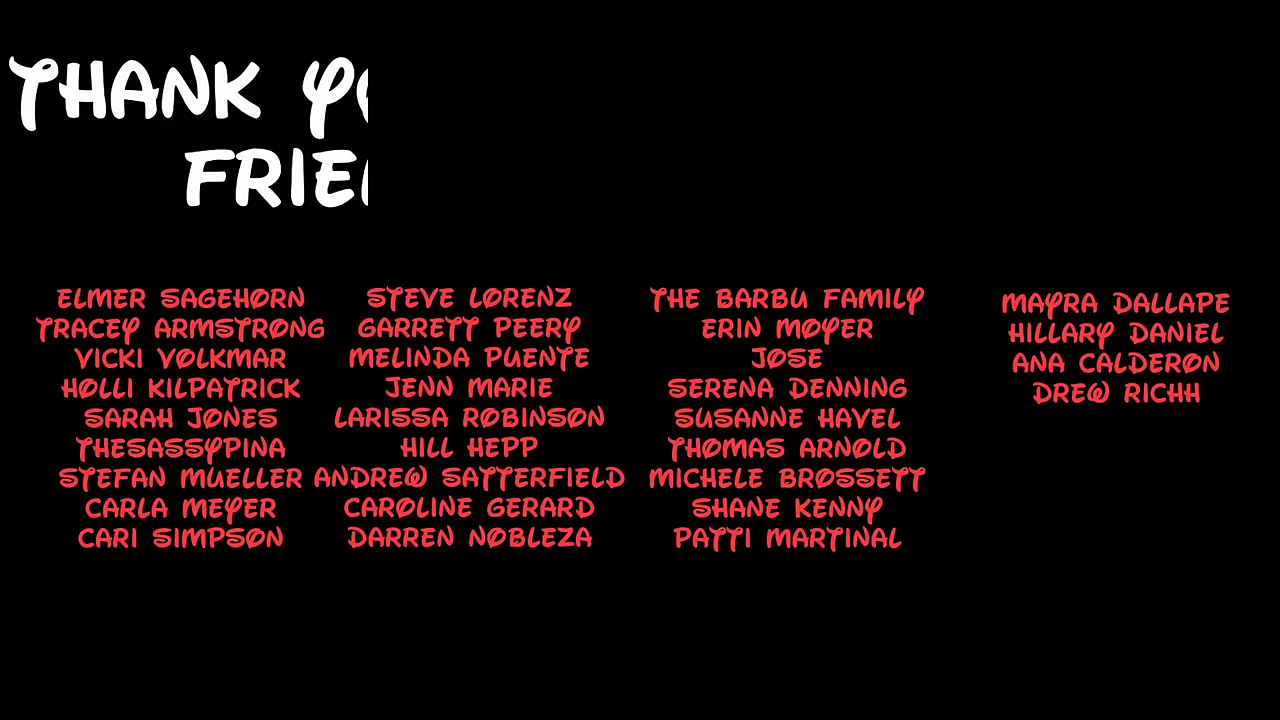 THANK YO
FRIE
ELMER SAGEHORN
TRACEY ARMSTRONG
VICKI VOLKMAR
HOLLI KILPATRICK
SARAH JONES
THESASSYPINA
STEFAN MUELLER
CARLA MEYER
CARI SIMPSON
STEVE LORENZ
GARRETT PEERY
MELINDA PUENTE
JENN MARIE
LARISSA ROBINSON
HILL HEPP
ANDREW SATTERFIELD
CAROLINE GERARD
DARREN NOBLEZA
THE BARBU FAMILY
ERIN MOYER
JOSE
SERENA DENNING
SUSANNE HAVEL
THOMAS ARNOLD
MICHELE BROSSETT
SHANE KENNY
PATTI MARTINAL
MAYRA DALLAPE
HILLARY DANIEL
ANA CALDERON
DREW RICHH